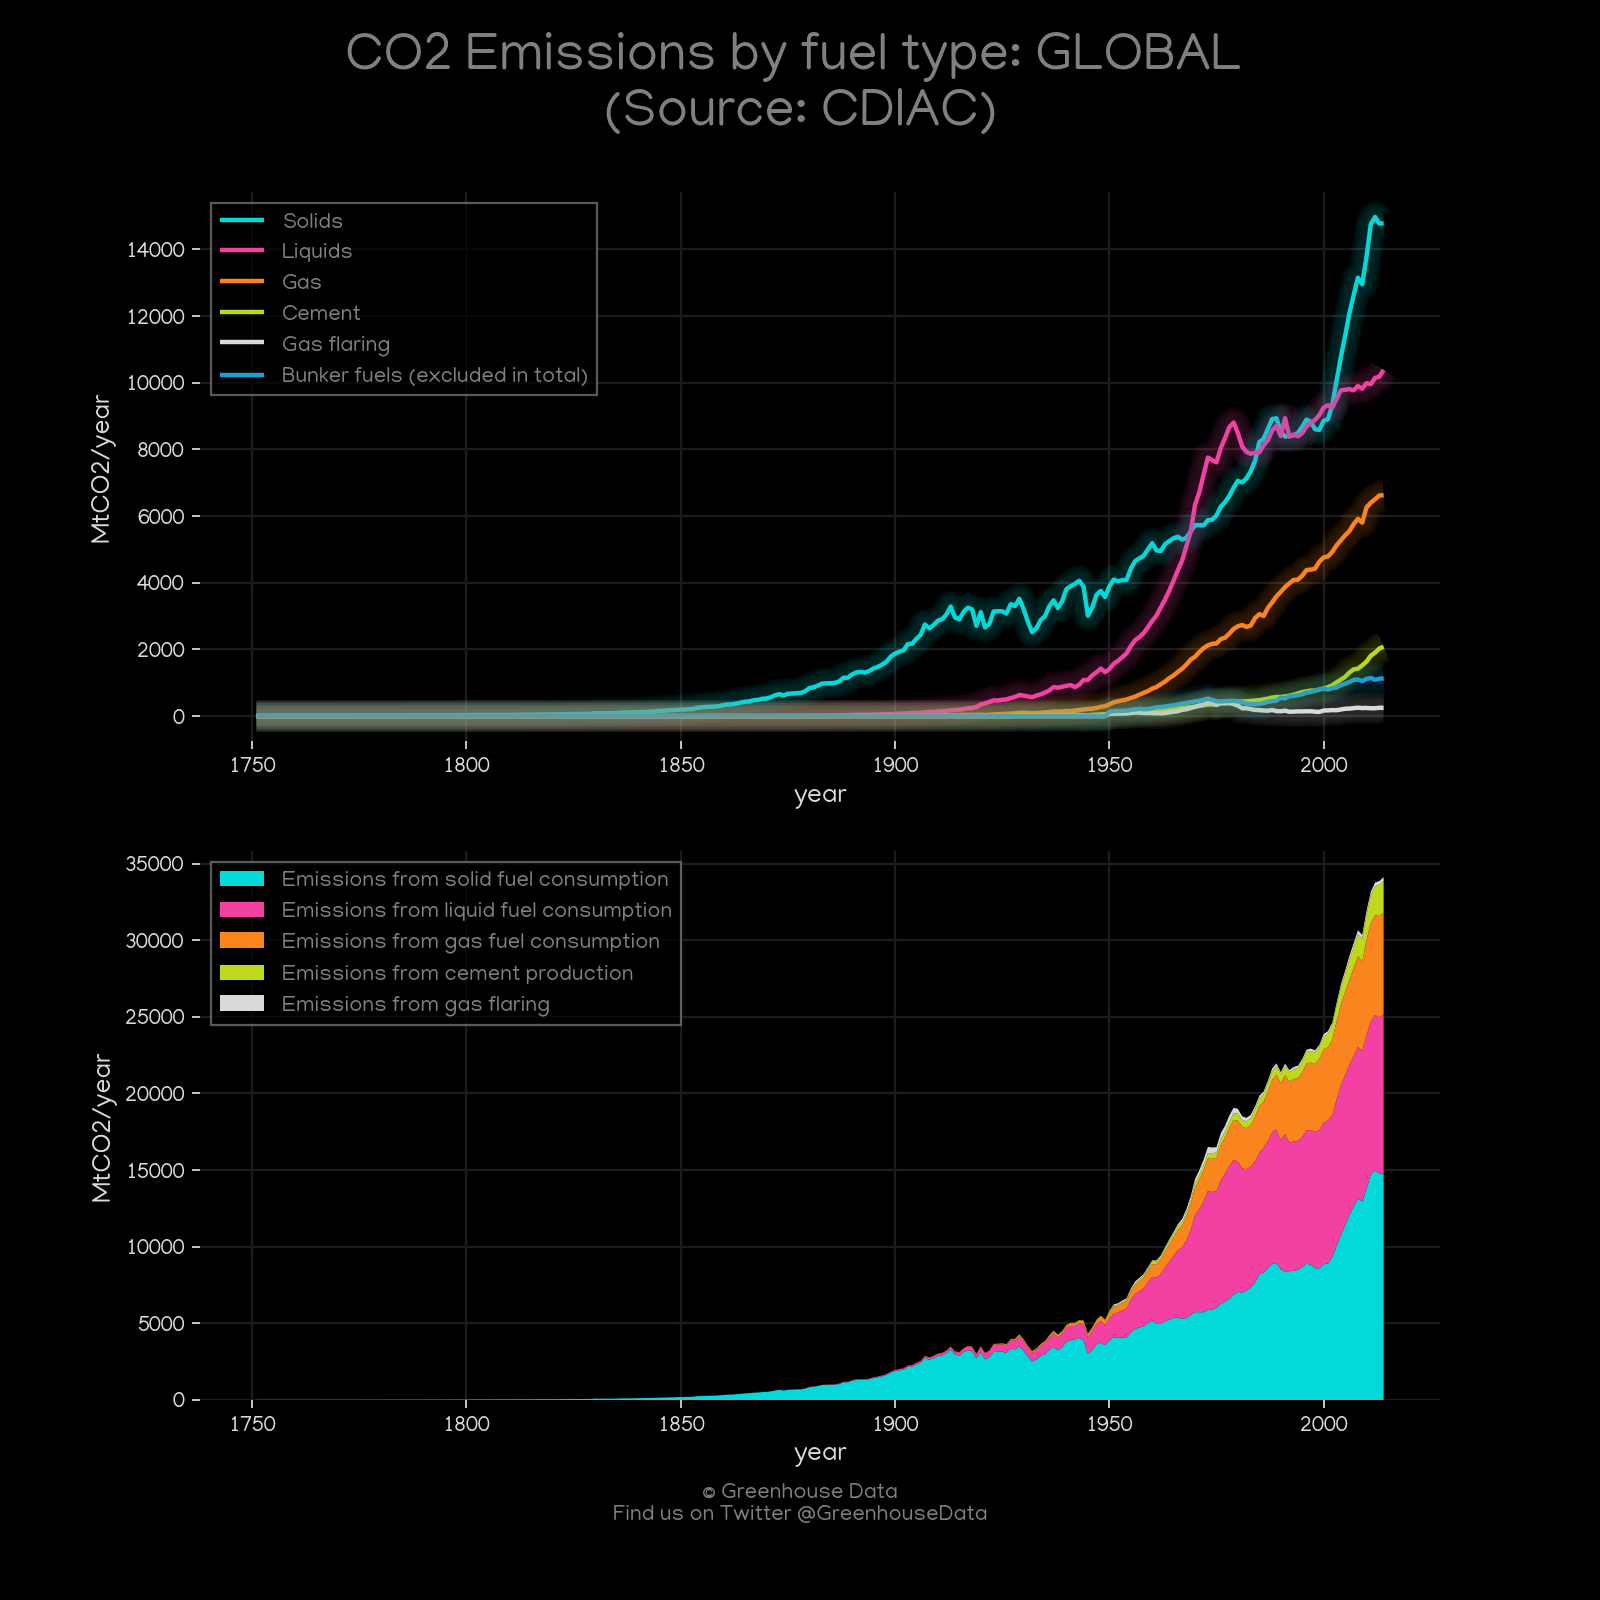 CO2 Emissions by fuel type: GLOBAL
(Source: CDIAC)
Solids
Liquids
Gas
Cement
Gas flaring
Bunker fuels (excluded in total)
14000
12000
10000
8000
6000
4000
2000
0
MtCO2/year
1750 1800 1850 1900 1950 2000
year
35000
30000
25000
20000
15000
10000
5000
0
MtCO2/year
Emissions from solid fuel consumption
Emissions from liquid fuel consumption
Emissions from gas fuel consumption
Emissions from cement production
Emissions from gas flaring
1750 1800 1850 1900 1950 2000
year
© Greenhouse Data
Find us on Twitter @GreenhouseData